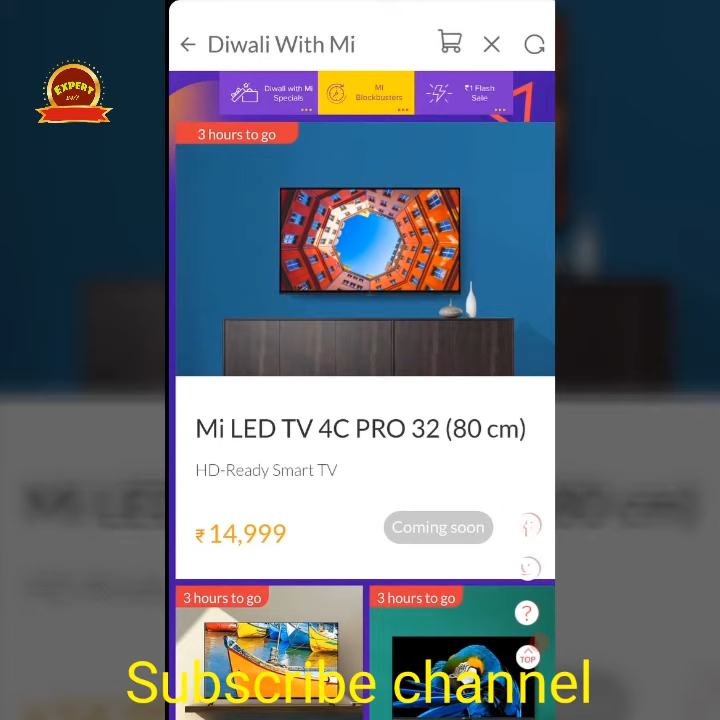 Diwali With Mi
EXPERT
24/7
Diwali with Mi
Specials
MI
Blockbusters
₹1 Flash
Sale
3 hours to go
Mi LED TV 4C PRO 32 (80 cm)
HD-Ready Smart TV
₹14,999
Coming soon
3 hours to go
3 hours to go
?
TOP
Subscribe channel